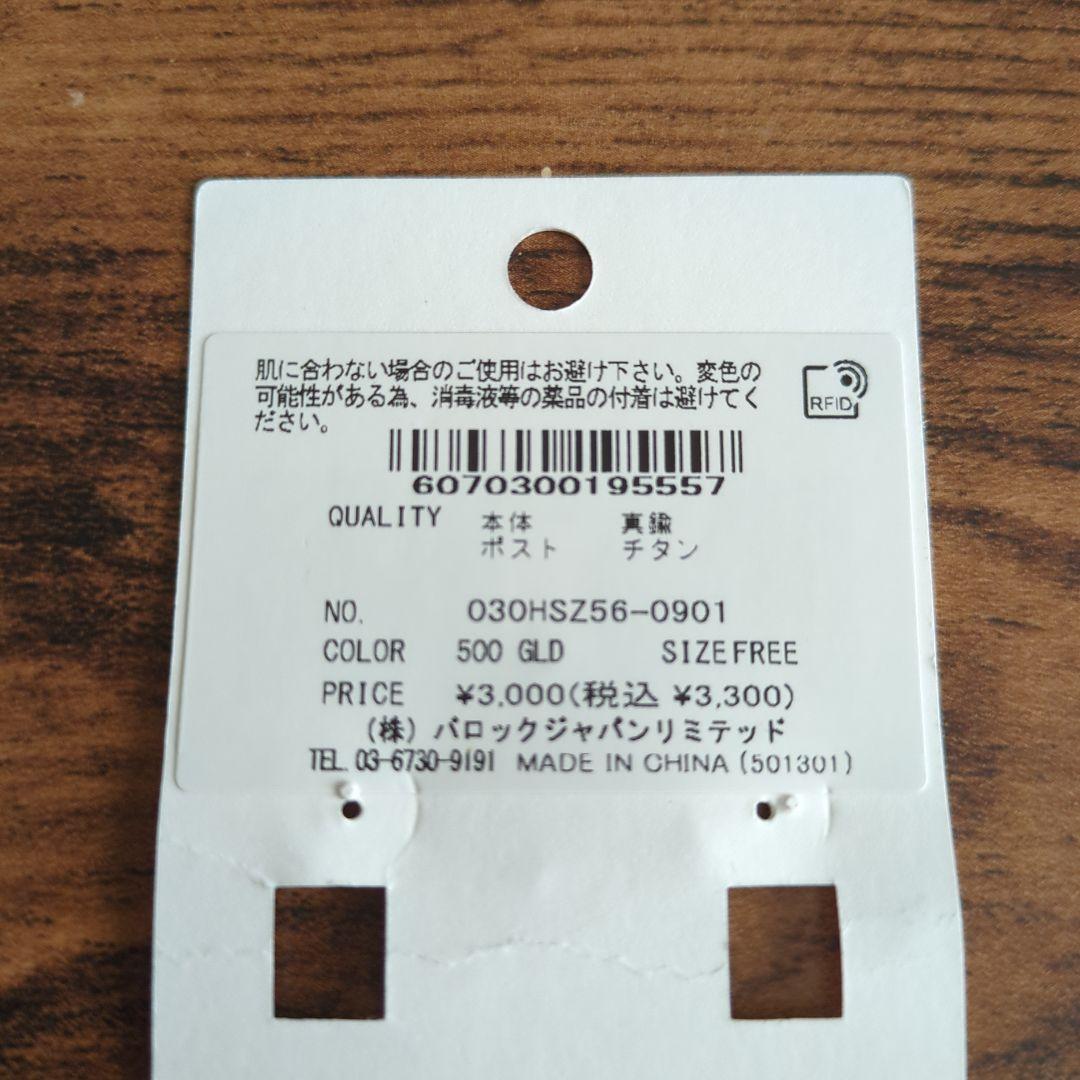 肌に合わない場合のご使用はお避け下さい。変色の
可能性がある為、消毒液等の薬品の付着は避けてく
ださい。
RFID
6070300195557
QUALITY 本体 真鍮
ポスト チタン
NO. 030HSZ56-0901
COLOR 500 GLD SIZE FREE
PRICE ¥3,000(税込 ¥3,300)
(株) バロックジャパンリミテッド
TEL.03-6730-9191 MADE IN CHINA (501301)